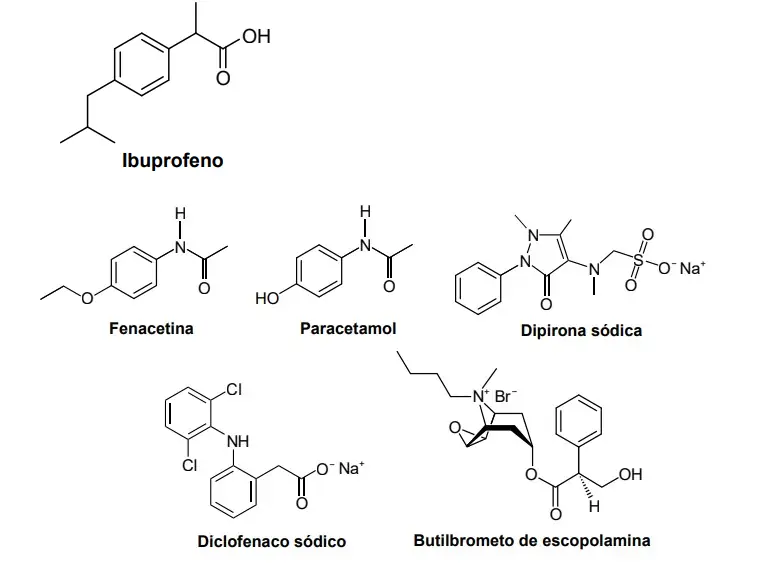 OH
O
Ibuprofeno
H
N
O
O
Fenacetina
H
N
HO
O
Paracetamol
N
N
O
N
O
S
O
O⁻ Na⁺
Dipirona sódica
Cl
Cl
NH
O⁻ Na⁺
O
Diclofenaco sódico
N⁺ Br⁻
O
O
O
H
OH
Butilbrometo de escopolamina